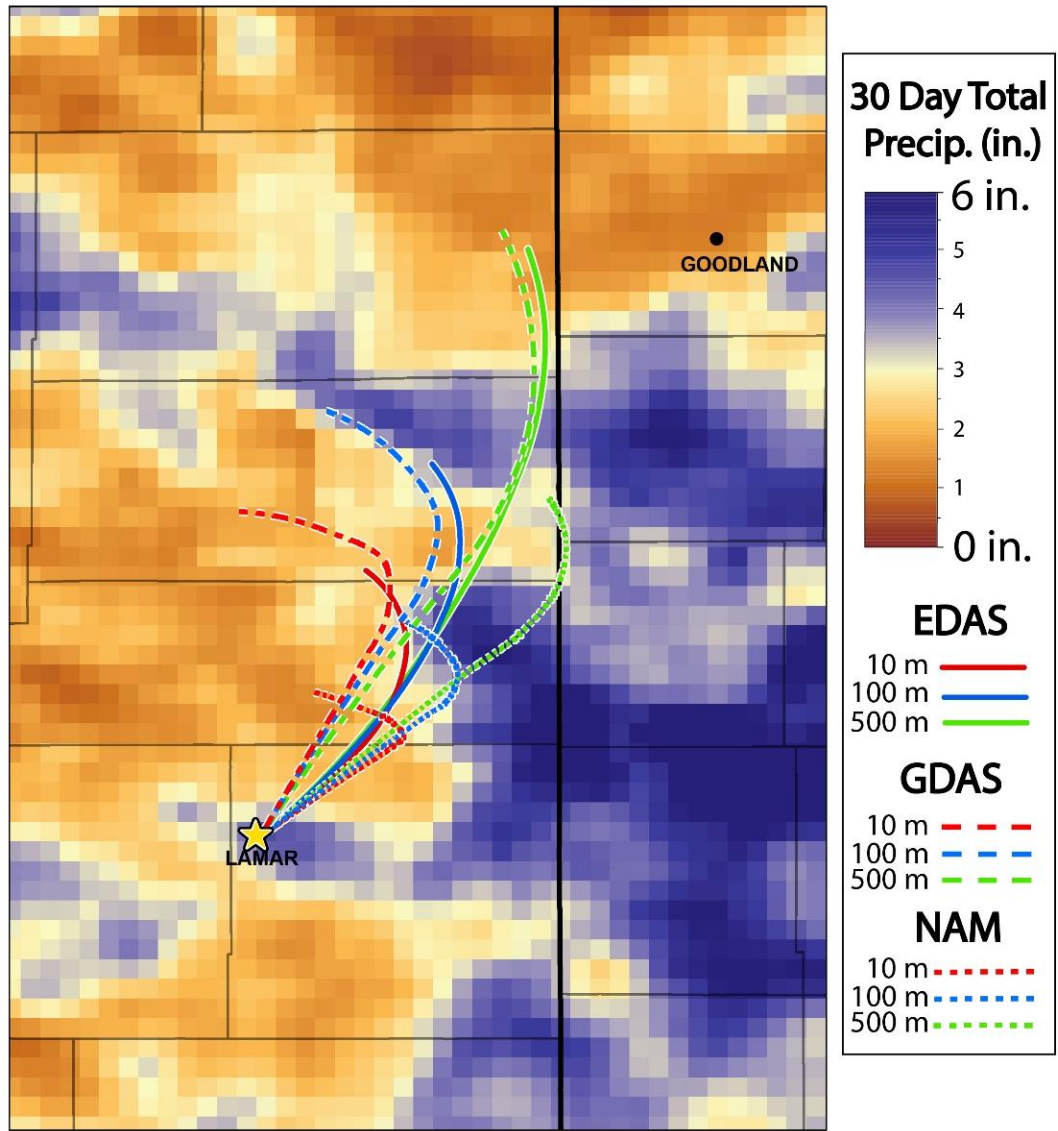 GOODLAND
LAMAR
30 Day Total
Precip. (in.)
6 in.
5
4
3
2
1
0 in.
EDAS
10 m
100 m
500 m
GDAS
10 m
100 m
500 m
NAM
10 m
100 m
500 m